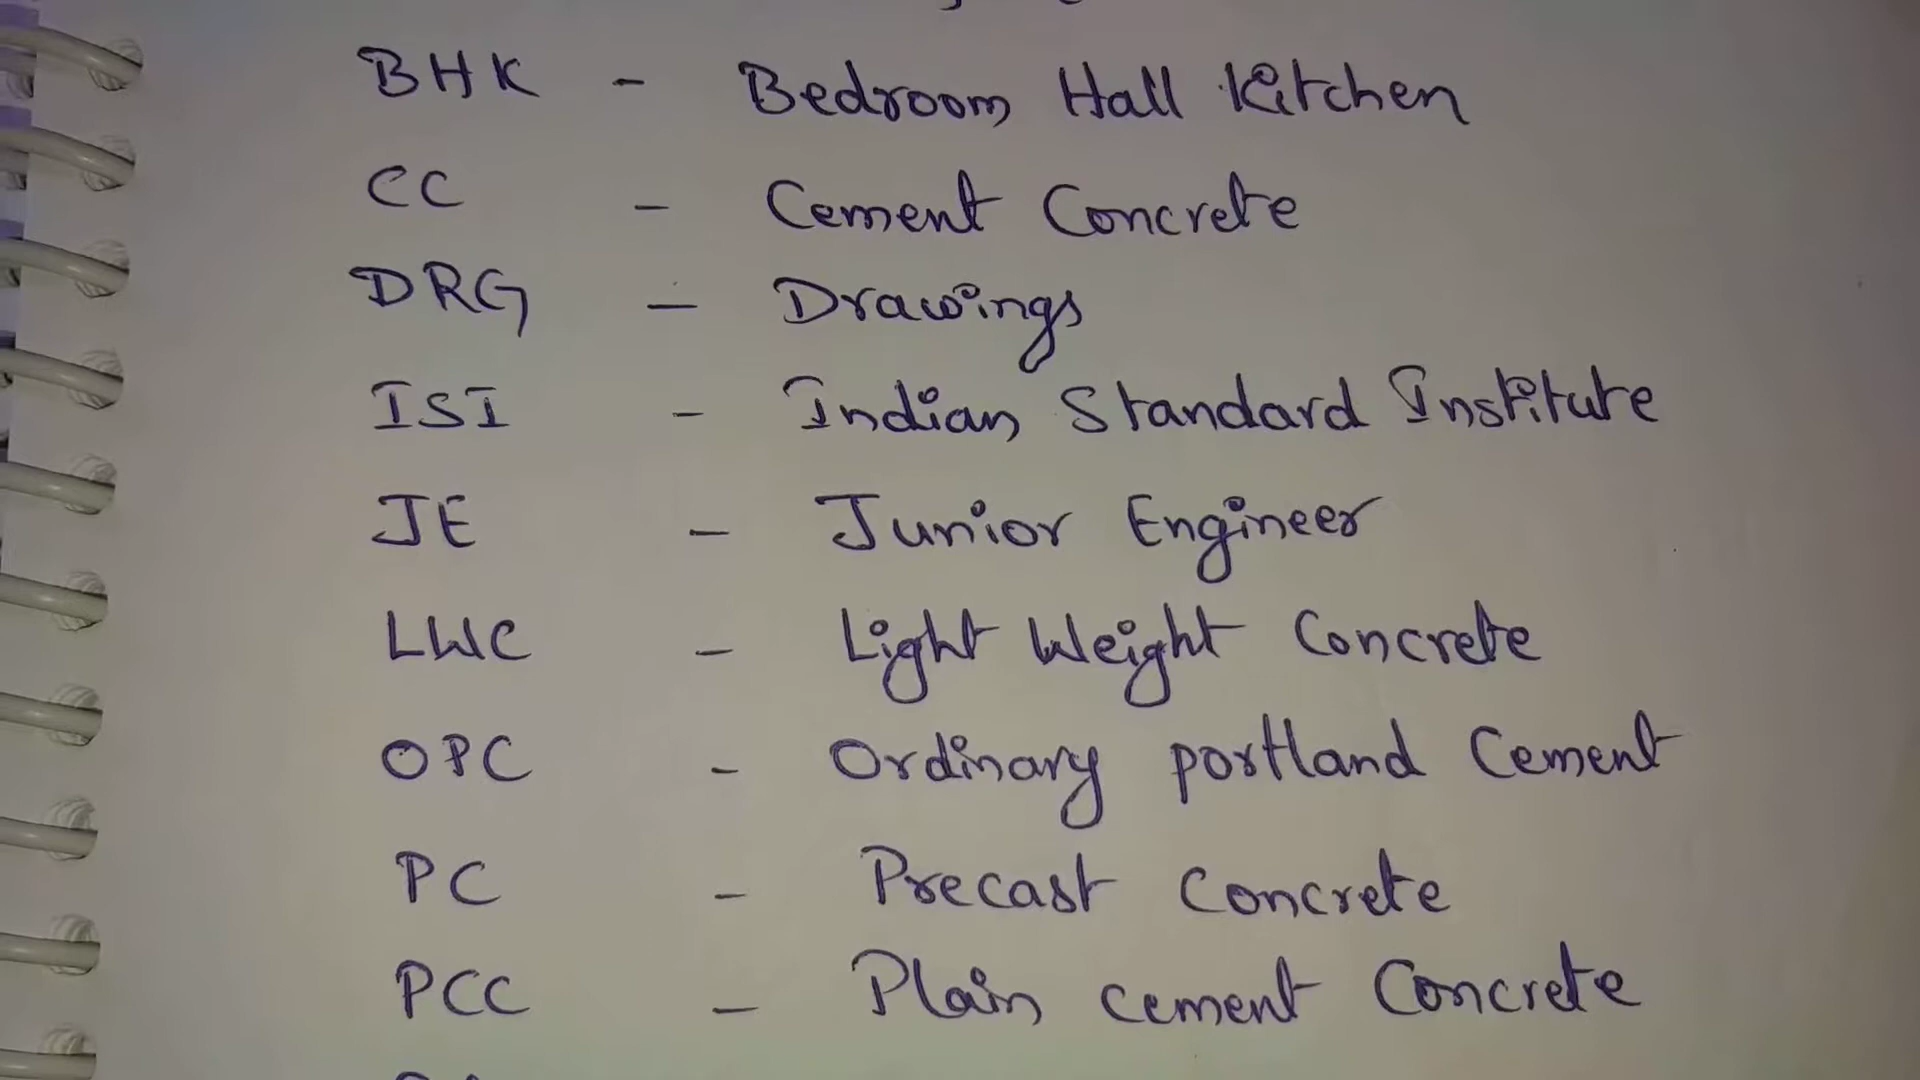 BHK - Bedroom Hall Kitchen
CC - Cement Concrete
DRG - Drawings
ISI - Indian Standard Institute
JE - Junior Engineer
LWC - Light Weight Concrete
OPC - Ordinary portland Cement
PC - Precast Concrete
PCC - Plain cement Concrete